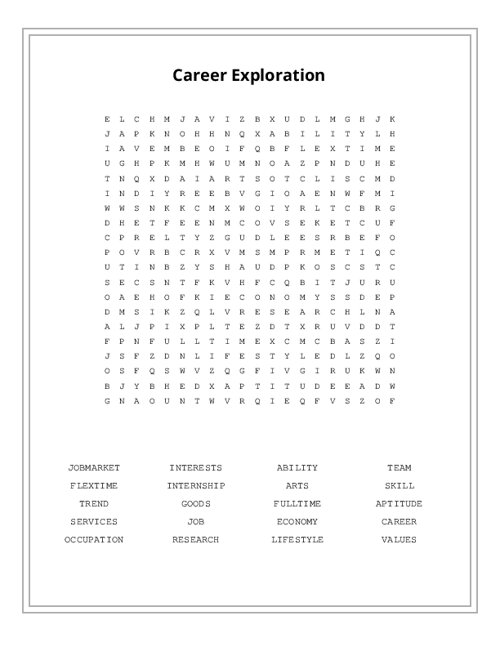 Career Exploration
E L C H M J A V I Z B X U D L M G H J K
J A P K N O H H N Q X A B I L I T Y L H
I A V E M B E O I F Q B F L E X T I M E
U G H P K M H W U M N O A Z P N D U H E
T N Q X D A I A R T S O T C L I S C M D
I N D I Y R E E B V G I O A E N W F M I
W W S N K K C M X W O I Y R L T C B R G
D H E T F E E N M C O V S E K E T C U F
C P R E L T Y Z G U D L E E S R B E F O
P O V R B C R X V M S M P R M E T I Q C
U T I N B Z Y S H A U D P K O S C S T C
S E C S N T F K V H F C Q B I T J U R U
O A E H O F K I E C O N O M Y S S D E P
D M S I K Z Q L V R E S E A R C H L N A
A L J P I X P L T E Z D T X R U V D D T
F P N F U L L T I M E X C M C B A S Z I
J S F Z D N L I F E S T Y L E D L Z Q O
O S F Q S W V Z Q G F I V G I R U K W N
B J Y B H E D X A P T I T U D E E A D W
G N A O U N T W V R Q I E Q F V S Z O F
JOBMARKET INTERESTS ABILITY TEAM
FLEXTIME INTERNSHIP ARTS SKILL
TREND GOODS FULLTIME APTITUDE
SERVICES JOB ECONOMY CAREER
OCCUPATION RESEARCH LIFESTYLE VALUES